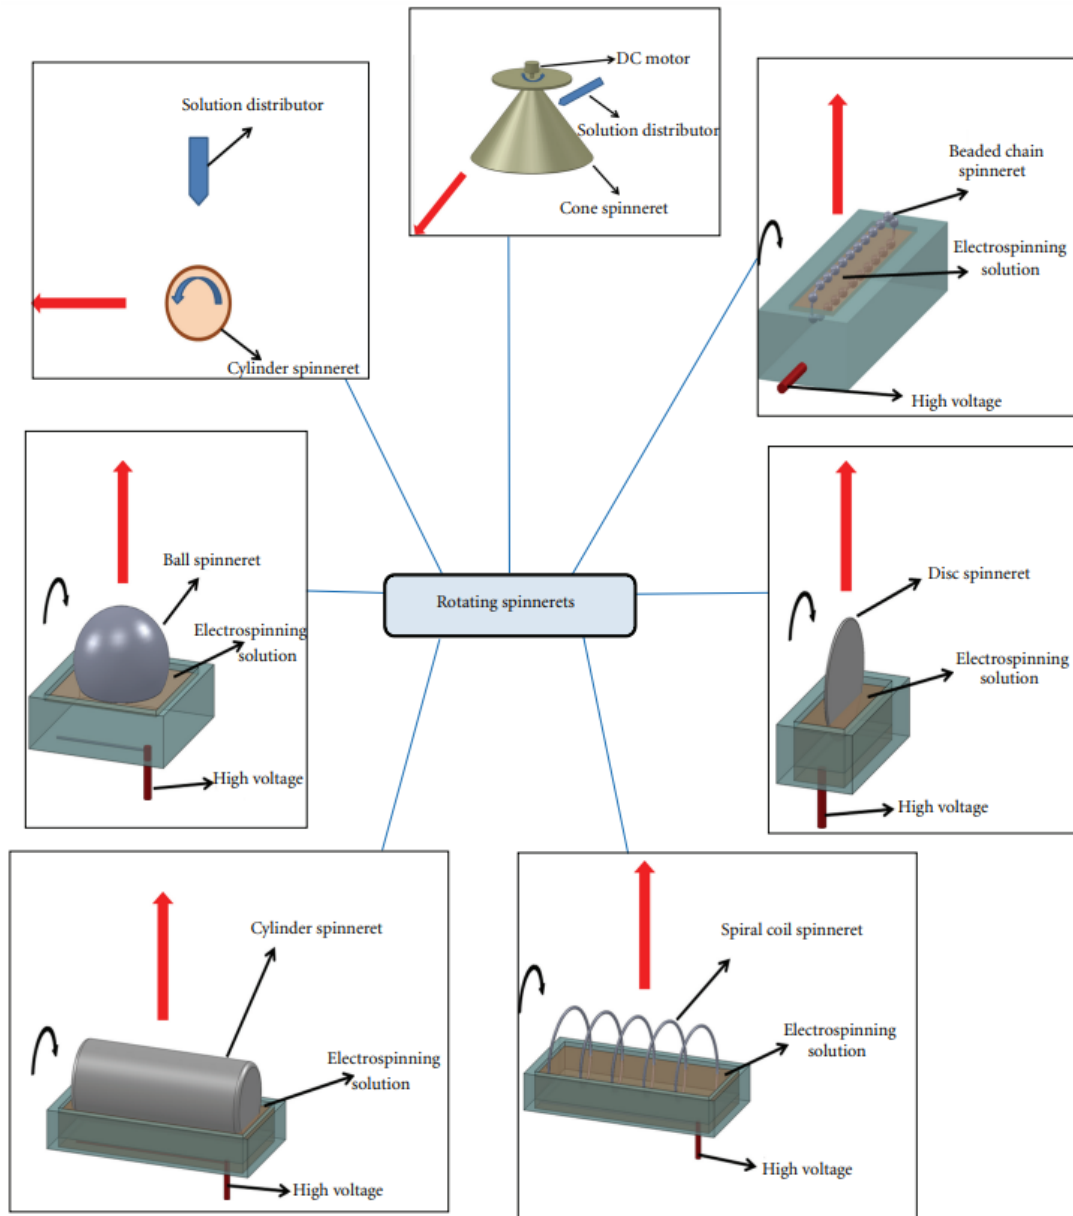 DC motor
Solution distributor
Cone spinneret
Solution distributor
Cylinder spinneret
Beaded chain
spinneret
Electrospinning
solution
High voltage
Ball spinneret
Electrospinning
solution
High voltage
Rotating spinnerets
Disc spinneret
Electrospinning
solution
High voltage
Cylinder spinneret
Electrospinning
solution
High voltage
Spiral coil spinneret
Electrospinning
solution
High voltage